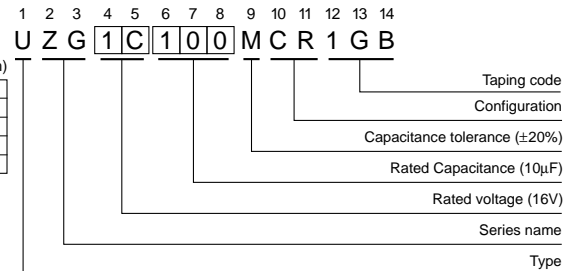 1 2 3 4 5 6 7 8 9 10 11 12 13 14
U Z G 1 C 1 0 0 M C R 1 G B
)
Taping code
Configuration
Capacitance tolerance (±20%)
Rated Capacitance (10µF)
Rated voltage (16V)
Series name
Type